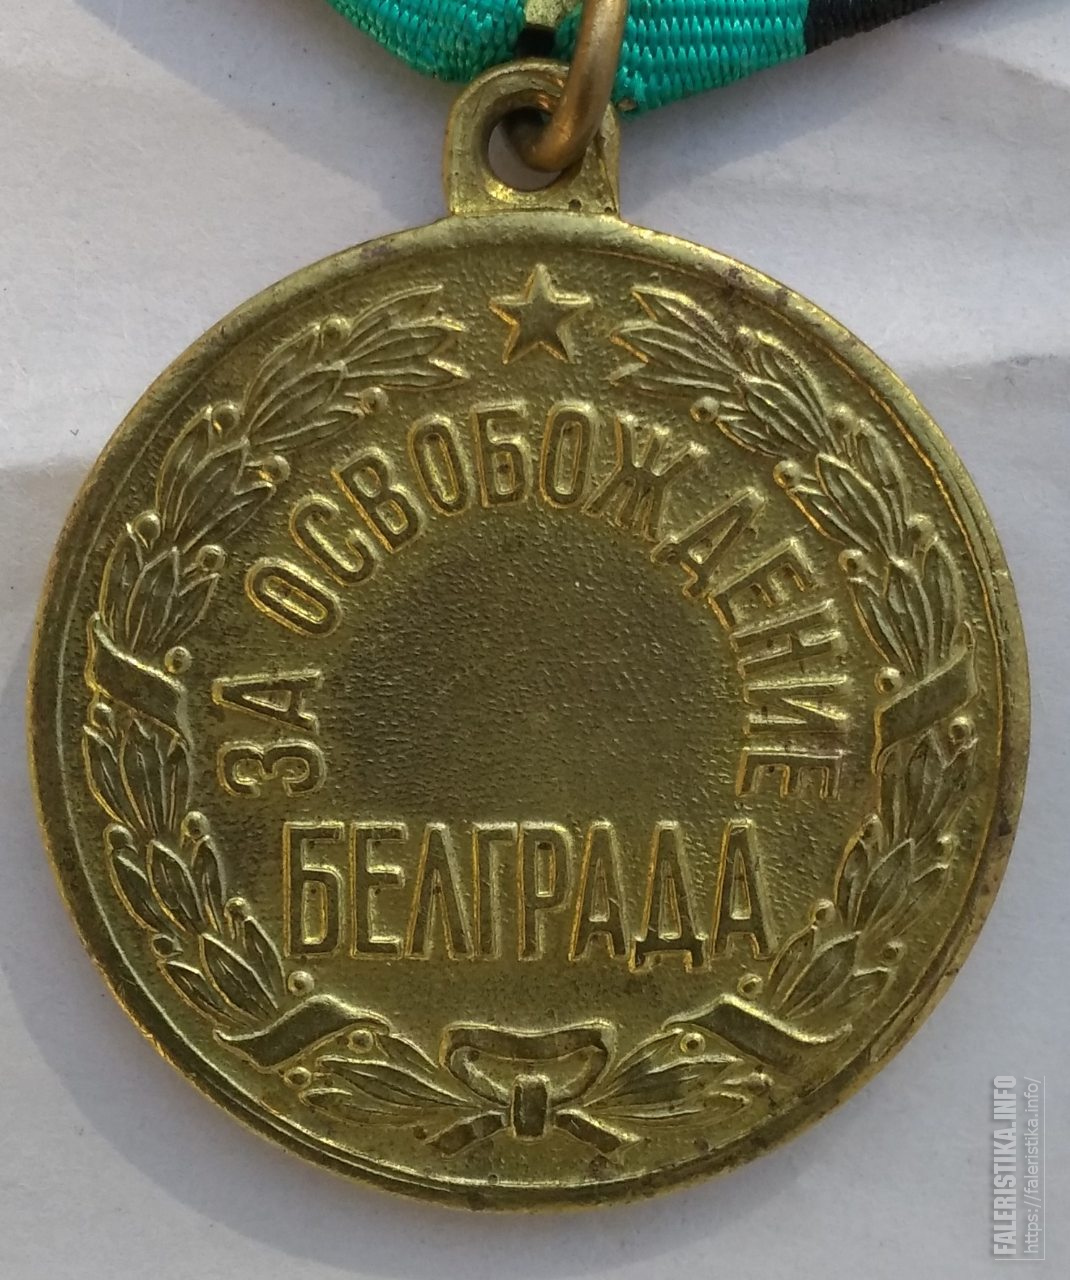 ЗА ОСВОБОЖДЕНИЕ
БЕЛГРАДА
FALERISTIKA.INFO
https://faleristika.info/